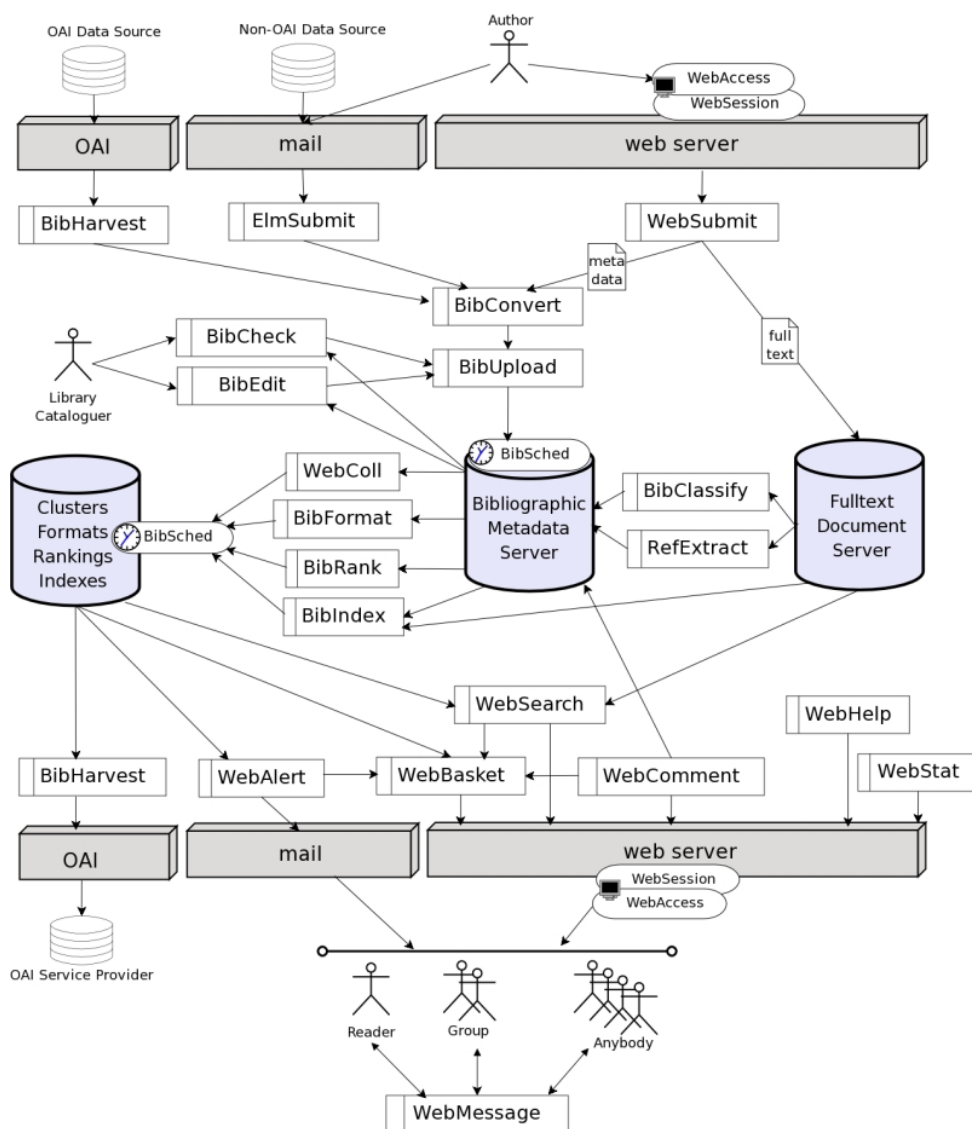 OAI Data Source
Non-OAI Data Source
Author
WebAccess
WebSession
OAI
mail
web server
BibHarvest
ElmSubmit
WebSubmit
meta
data
BibConvert
full
text
BibCheck
BibUpload
BibEdit
Library
Cataloguer
BibSched
WebColl
Clusters
Formats
Rankings
Indexes
BibSched
BibFormat
BibRank
BibIndex
Bibliographic
Metadata
Server
BibClassify
RefExtract
Fulltext
Document
Server
WebSearch
WebHelp
BibHarvest
WebAlert
WebBasket
WebComment
WebStat
OAI
mail
web server
WebSession
WebAccess
OAI Service Provider
Reader
Group
Anybody
WebMessage